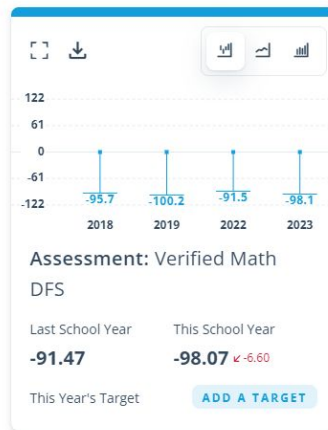 122
61
0
-61
-122
-95.7 -100.2 -91.5 -98.1
2018 2019 2022 2023
Assessment: Verified Math
DFS
Last School Year This School Year
-91.47 -98.07 ↙ -6.60
This Year's Target ADD A TARGET